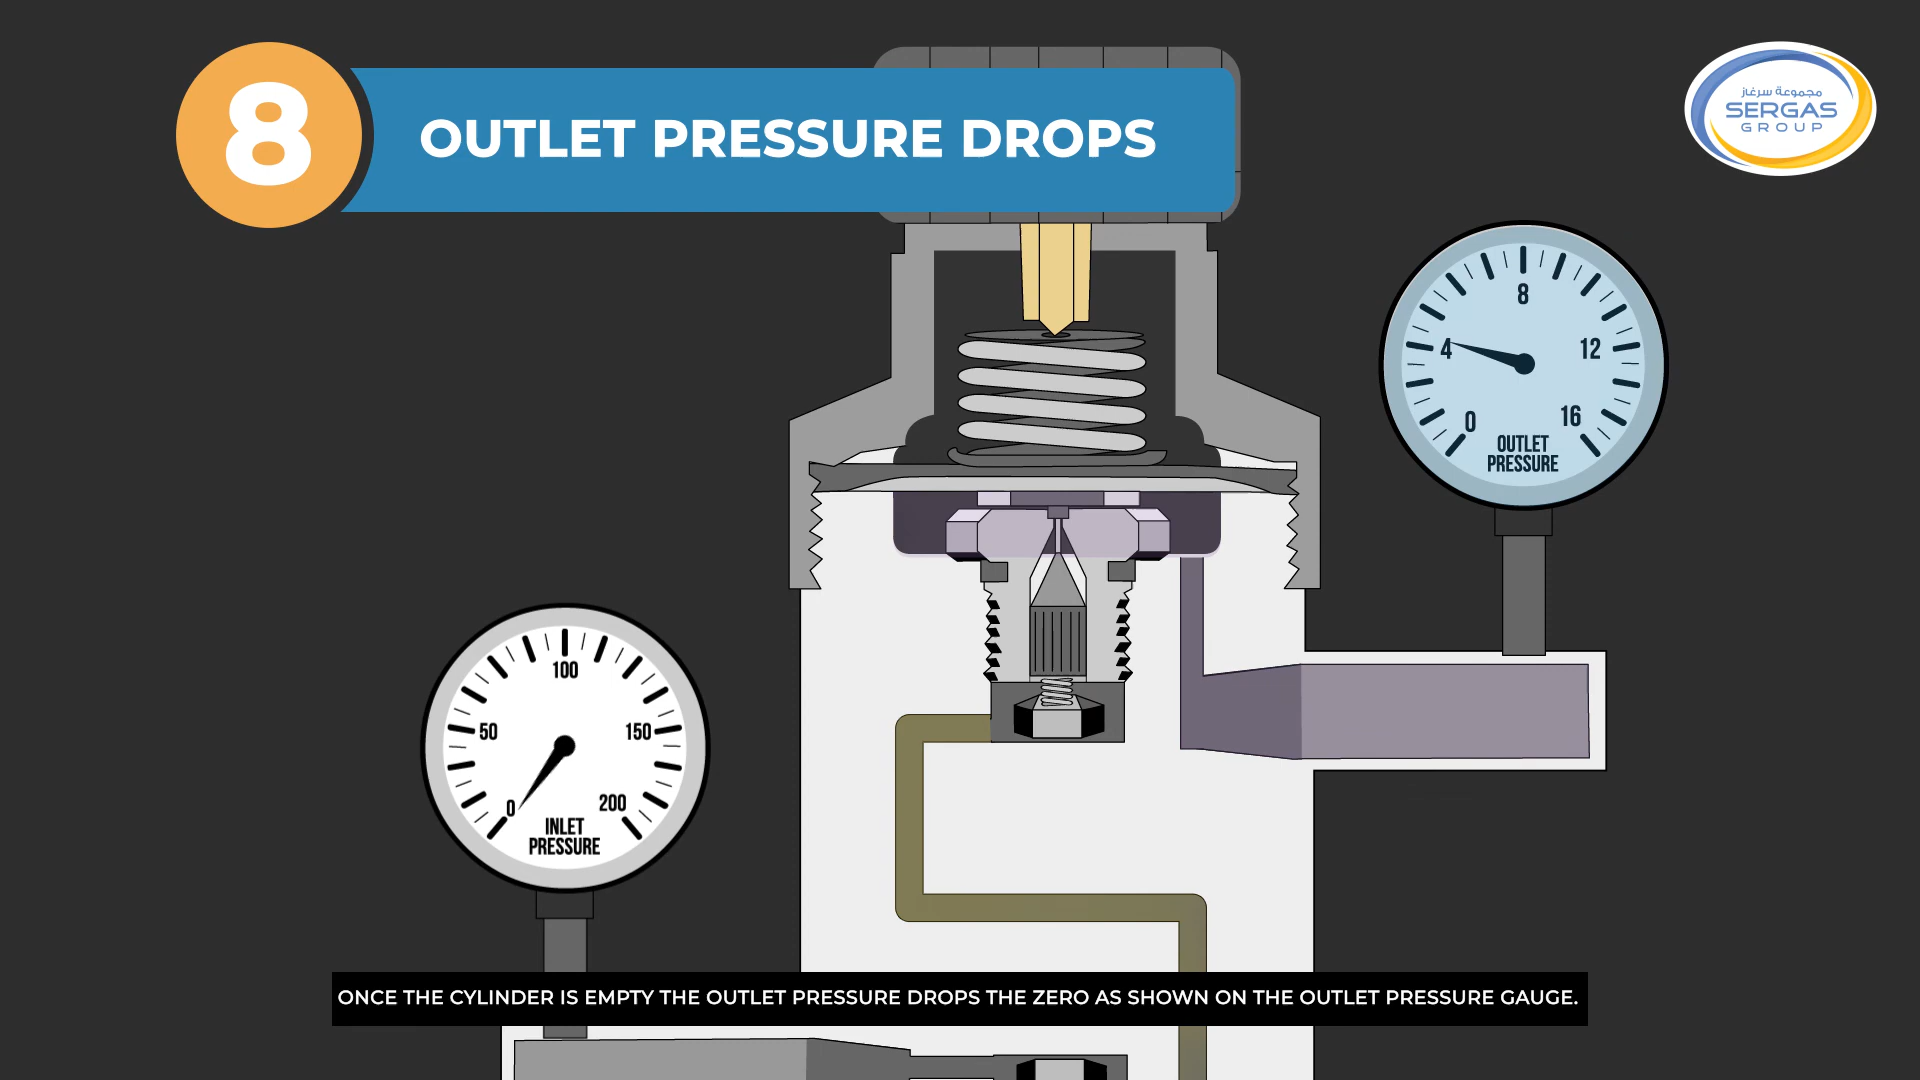 8
OUTLET PRESSURE DROPS
مجموعة سرغاز
SERGAS
GROUP
8
4
12
0
16
OUTLET
PRESSURE
100
50
150
0
200
INLET
PRESSURE
ONCE THE CYLINDER IS EMPTY THE OUTLET PRESSURE DROPS THE ZERO AS SHOWN ON THE OUTLET PRESSURE GAUGE.